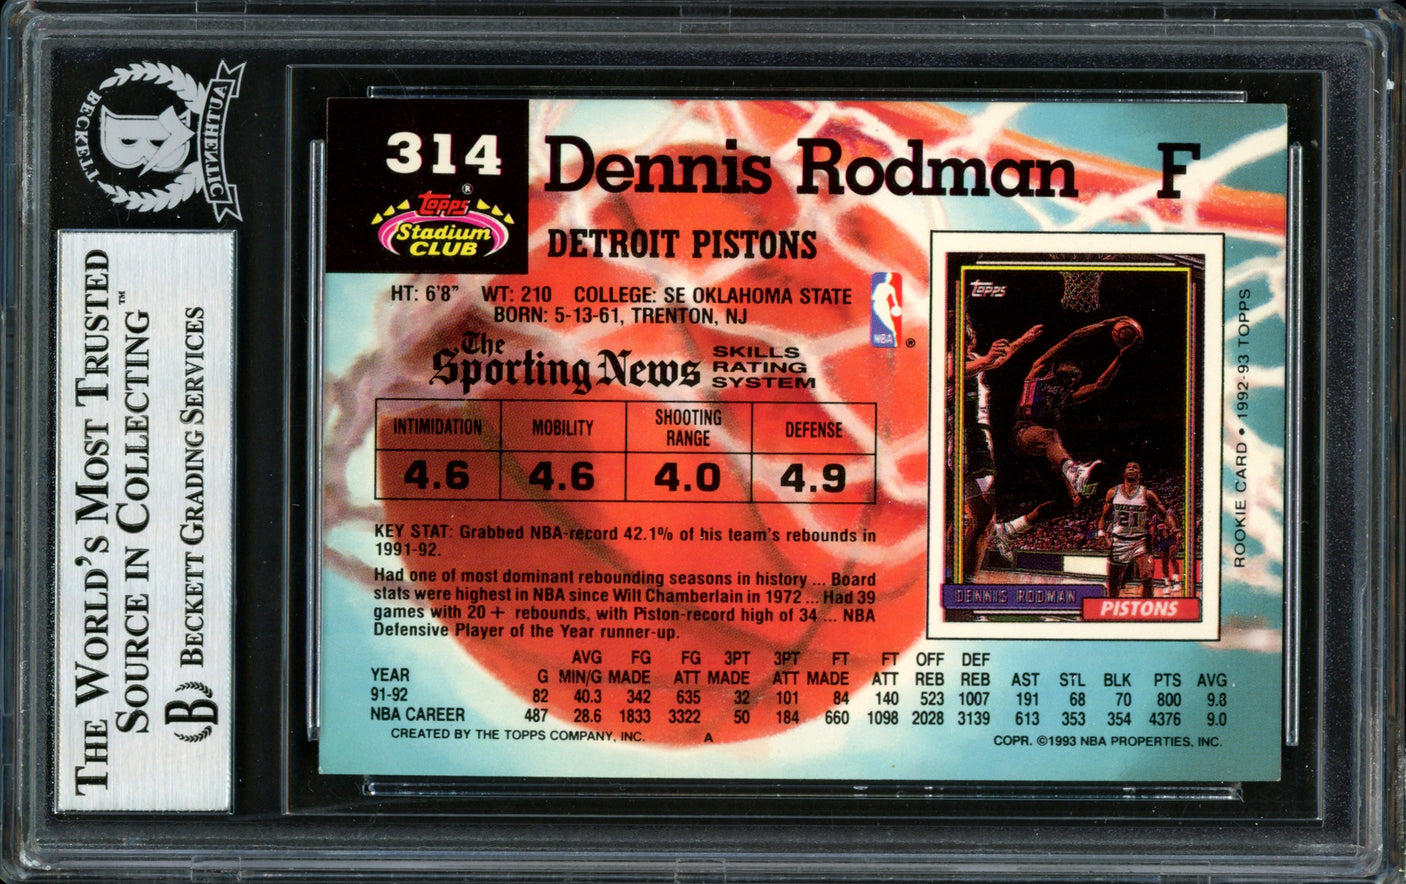 BECKETT
AUTHENTIC
B
THE WORLD'S MOST TRUSTED
SOURCE IN COLLECTING™
BECKETT GRADING SERVICES
B
314
Topps®
Stadium
CLUB
Dennis Rodman F
DETROIT PISTONS
HT: 6'8" WT: 210 COLLEGE: SE OKLAHOMA STATE
BORN: 5-13-61, TRENTON, NJ
NBA ®
The
Sporting News
SKILLS
RATING
SYSTEM
INTIMIDATION MOBILITY SHOOTING RANGE DEFENSE
4.6 4.6 4.0 4.9
KEY STAT: Grabbed NBA-record 42.1% of his team's rebounds in
1991-92.
Had one of most dominant rebounding seasons in history ... Board
stats were highest in NBA since Wilt Chamberlain in 1972 ... Had 39
games with 20 + rebounds, with Piston-record high of 34 ... NBA
Defensive Player of the Year runner-up.
TOPPS
21
DENNIS RODMAN
PISTONS
ROOKIE CARD • 1992-93 TOPPS
AVG FG FG 3PT 3PT FT FT OFF DEF
YEAR G MIN/G MADE ATT MADE ATT MADE ATT REB REB AST STL BLK PTS AVG
91-92 82 40.3 342 635 32 101 84 140 523 1007 191 68 70 800 9.8
NBA CAREER 487 28.6 1833 3322 50 184 660 1098 2028 3139 613 353 354 4376 9.0
CREATED BY THE TOPPS COMPANY, INC. A COPR. ©1993 NBA PROPERTIES, INC.